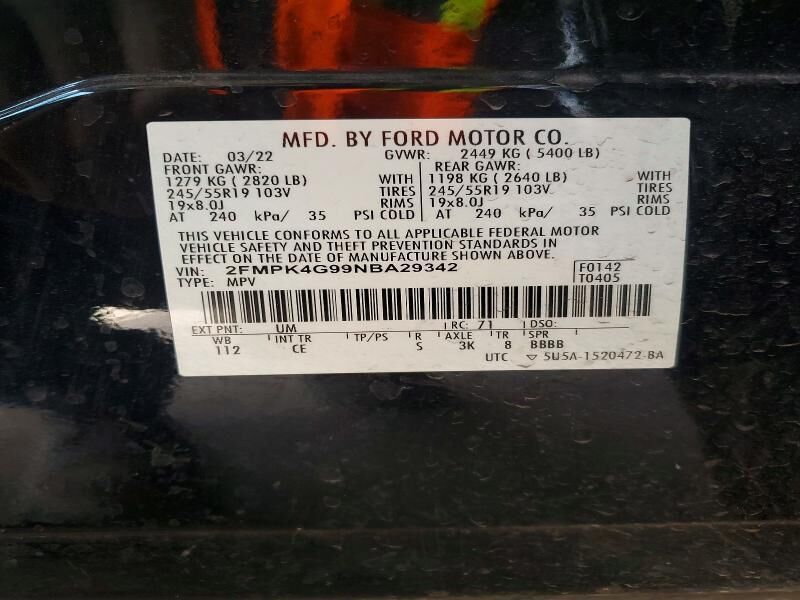 MFD. BY FORD MOTOR CO.
DATE: 03/22 GVWR: 2449 KG ( 5400 LB)
FRONT GAWR: REAR GAWR:
1279 KG ( 2820 LB) WITH 1198 KG ( 2640 LB) WITH
245/55R19 103V TIRES 245/55R19 103V TIRES
19x8.0J RIMS 19x8.0J RIMS
AT 240 kPa/ 35 PSI COLD AT 240 kPa/ 35 PSI COLD
THIS VEHICLE CONFORMS TO ALL APPLICABLE FEDERAL MOTOR
VEHICLE SAFETY AND THEFT PREVENTION STANDARDS IN
EFFECT ON THE DATE OF MANUFACTURE SHOWN ABOVE.
VIN: 2FMPK4G99NBA29342 F0142
TYPE: MPV T0405
EXT PNT: UM RC: 71 DSO:
WB INT TR TP/PS R AXLE TR SPR
112 CE S 3K 8 BBBB
UTC ▽ 5U5A-1520472-BA